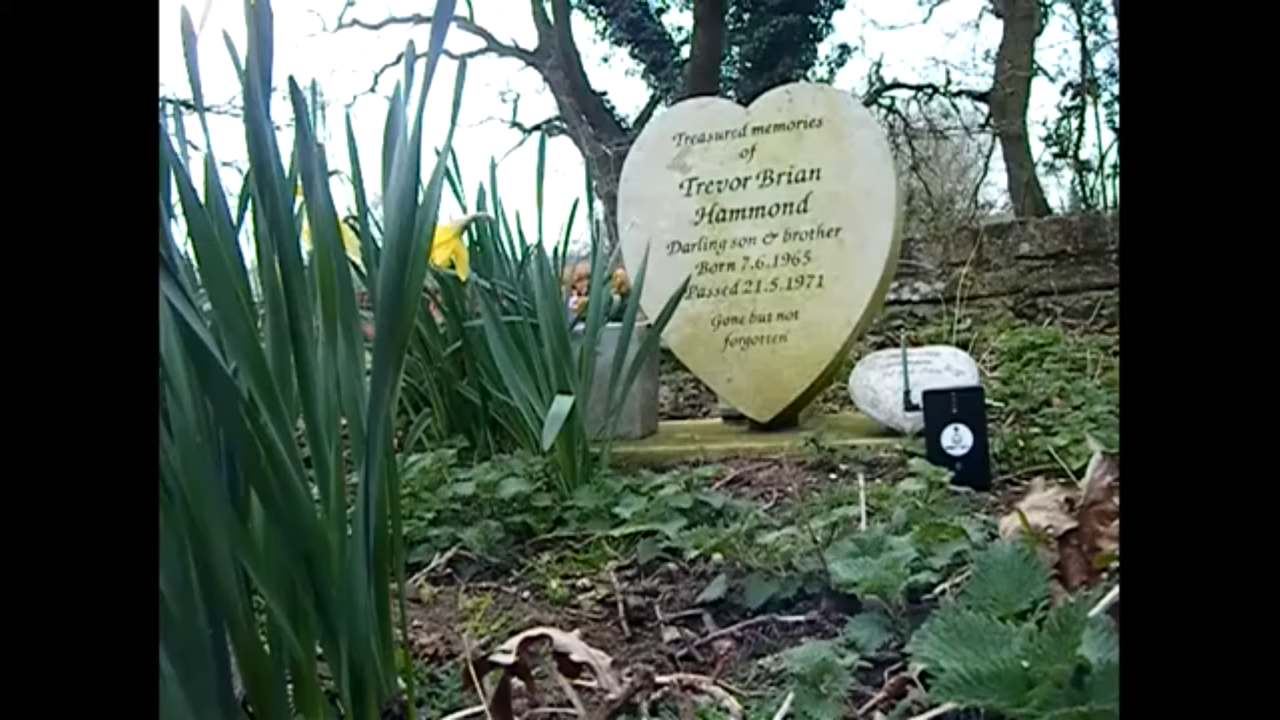 Treasured memories
of
Trevor Brian
Hammond
Darling son & brother
Born 7.6.1965
Passed 21.5.1971
Gone but not
forgotten